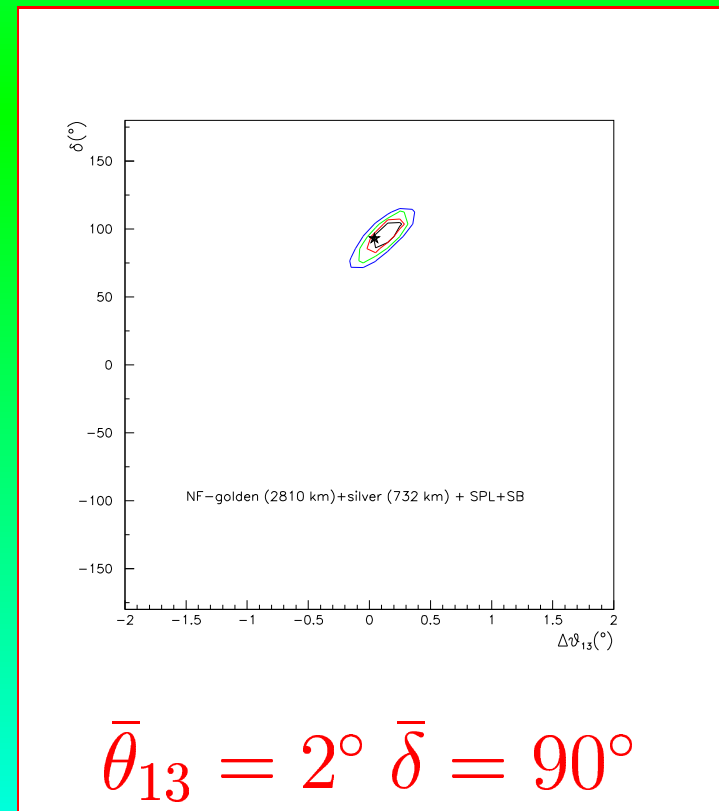 δ(°)
150
100
50
0
−50
−100
−150
NF−golden (2810 km)+silver (732 km) + SPL+SB
−2 −1.5 −1 −0.5 0 0.5 1 1.5 2
Δϑ₁₃(°)
θ̅₁₃ = 2° δ̅ = 90°